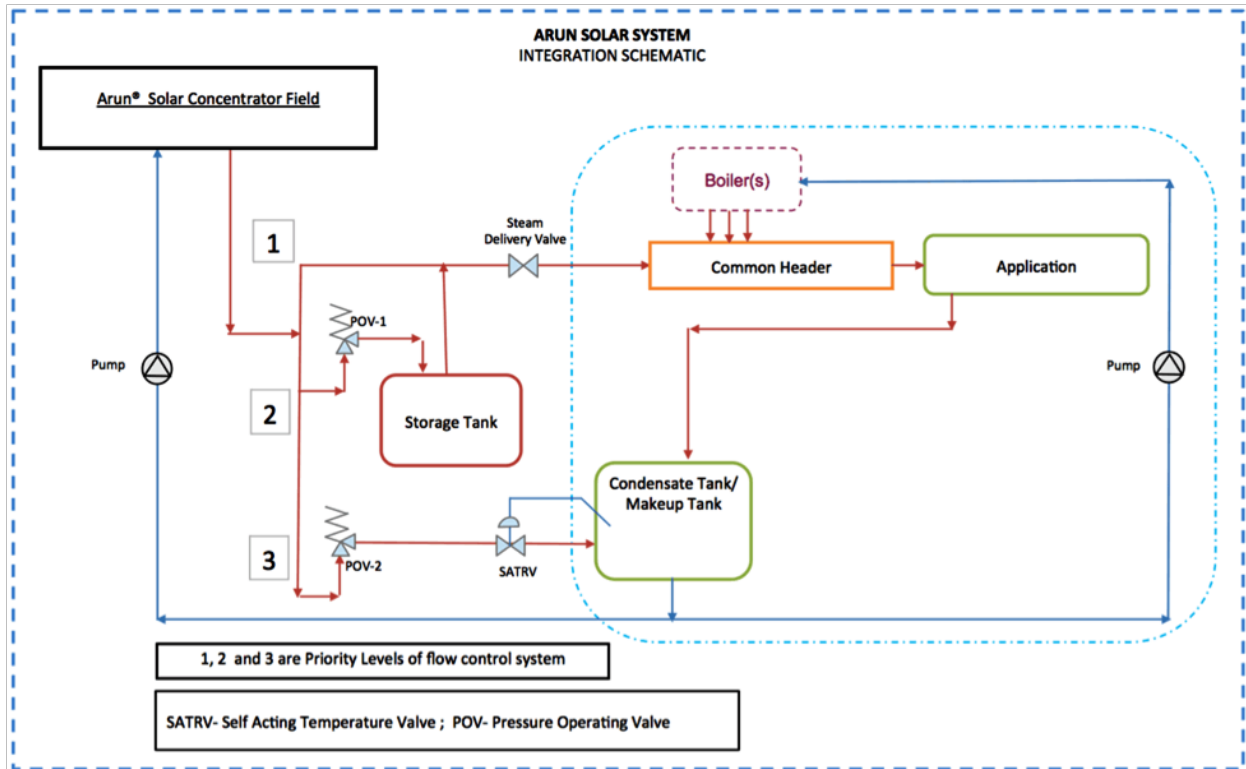 ARUN SOLAR SYSTEM
INTEGRATION SCHEMATIC
Arun® Solar Concentrator Field
Boiler(s)
1
Steam
Delivery Valve
Common Header
Application
POV-1
Pump
Pump
2
Storage Tank
Condensate Tank/
Makeup Tank
3
POV-2
SATRV
1, 2 and 3 are Priority Levels of flow control system
SATRV- Self Acting Temperature Valve ; POV- Pressure Operating Valve